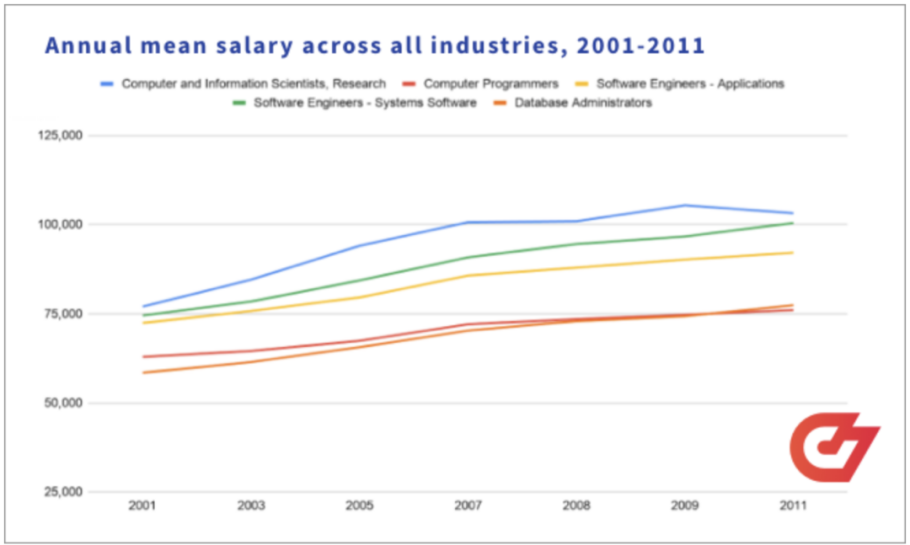 Annual mean salary across all industries, 2001-2011
Computer and Information Scientists, Research Computer Programmers Software Engineers - Applications
Software Engineers - Systems Software Database Administrators
125,000
100,000
75,000
50,000
25,000
2001 2003 2005 2007 2008 2009 2011